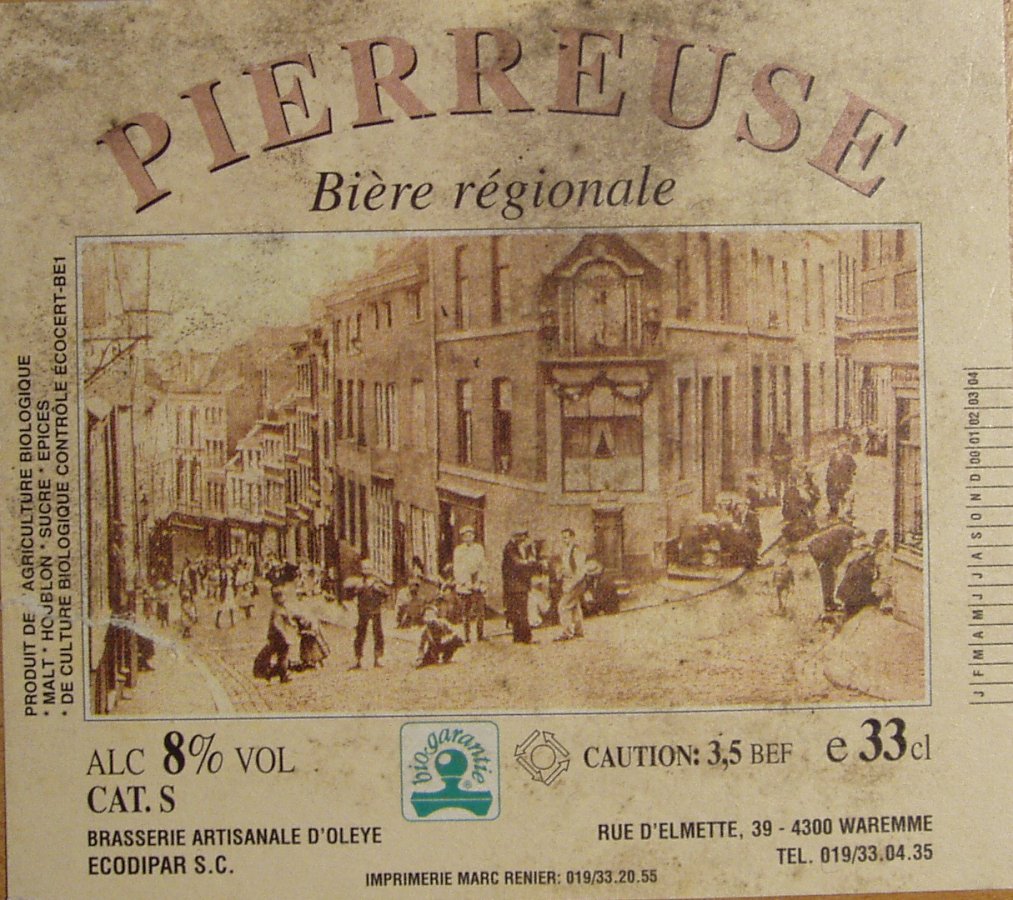 PIERREUSE
Bière régionale
PRODUIT DE L'AGRICULTURE BIOLOGIQUE
* MALT * HOUBLON * SUCRE * EPICES
* DE CULTURE BIOLOGIQUE CONTRÔLE ECOCERT-BE1
J F M A M J J A S O N D 00 01 02 03 04
ALC 8% VOL
CAT. S
bio-garantie ®
CAUTION: 3,5 BEF
e 33 cl
BRASSERIE ARTISANALE D'OLEYE
ECODIPAR S.C.
RUE D'ELMETTE, 39 - 4300 WAREMME
TEL. 019/33.04.35
IMPRIMERIE MARC RENIER: 019/33.20.55